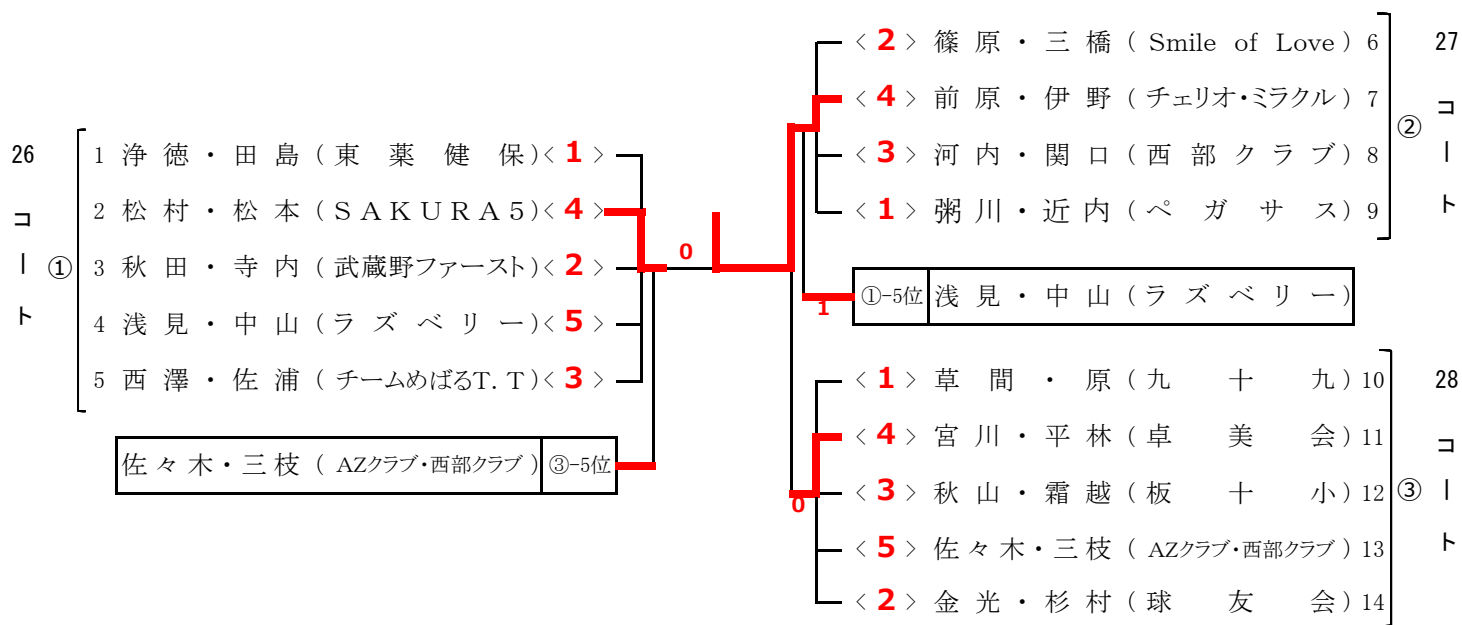 26
コート
①
1 浄徳・田島(東薬健保)<1>
2 松村・松本(SAKURA5)<4>
3 秋田・寺内(武蔵野ファースト)<2>
4 浅見・中山(ラズベリー)<5>
5 西澤・佐浦(チームめばるT.T)<3>
佐々木・三枝(AZクラブ・西部クラブ) ③-5位
0
<2> 篠原・三橋(Smile of Love) 6
<4> 前原・伊野(チェリオ・ミラクル) 7
<3> 河内・関口(西部クラブ) 8
<1> 粥川・近内(ペガサス) 9
②
27
コート
①-5位 浅見・中山(ラズベリー)
1
<1> 草間・原(九十九) 10
<4> 宮川・平林(卓美会) 11
<3> 秋山・霜越(板十小) 12
<5> 佐々木・三枝(AZクラブ・西部クラブ) 13
<2> 金光・杉村(球友会) 14
0
③
28
コート